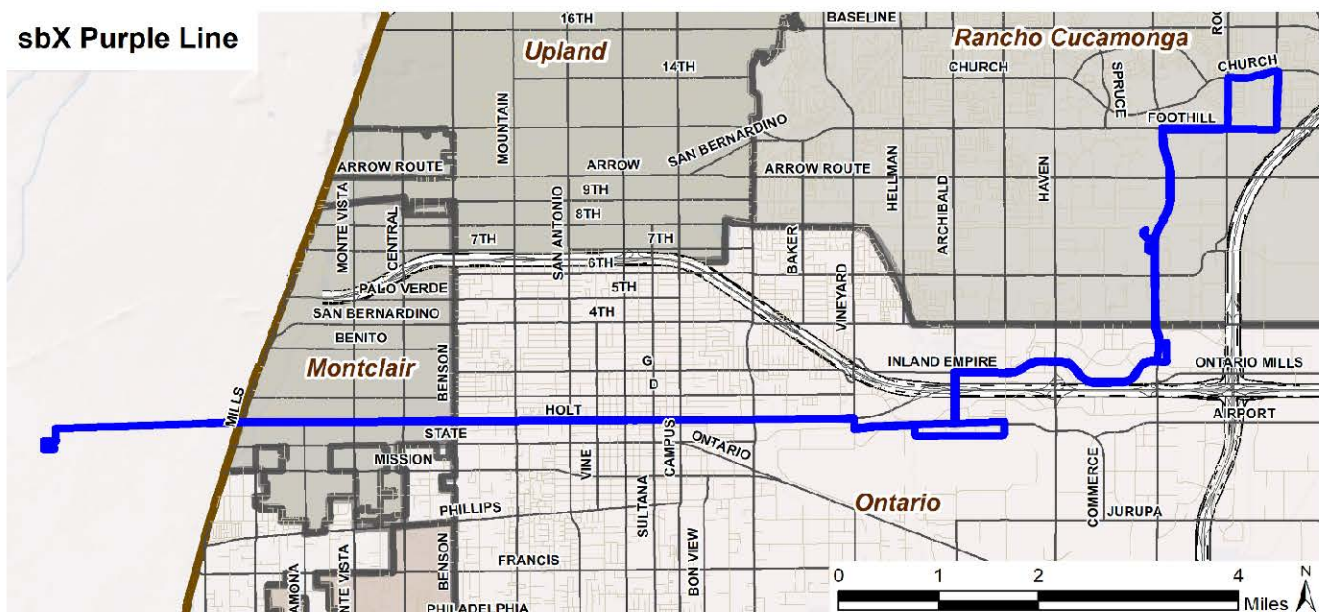 sbX Purple Line
16TH
BASELINE
Upland
Rancho Cucamonga
14TH
CHURCH
SPRUCE
CHURCH
FOOTHILL
MOUNTAIN
SAN BERNARDINO
ARROW ROUTE
ARROW
ARROW ROUTE
HELLMAN
ARCHIBALD
HAVEN
9TH
8TH
MONTE VISTA
CENTRAL
SAN ANTONIO
7TH
7TH
BAKER
6TH
PALO VERDE
5TH
VINEYARD
SAN BERNARDINO
4TH
BENITO
Montclair
BENSON
G
D
INLAND EMPIRE
ONTARIO MILLS
MILLS
HOLT
AIRPORT
STATE
CAMPUS
ONTARIO
MISSION
VINE
SULTANA
Ontario
COMMERCE
PHILLIPS
JURUPA
BENSON
FRANCIS
BON VIEW
PHILADELPHIA
0 1 2 4
Miles
N